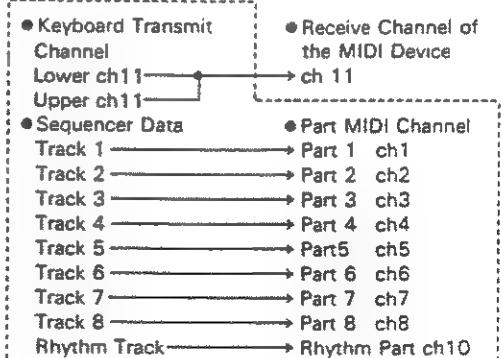 ● Keyboard Transmit
Channel
Lower ch11
Upper ch11
● Receive Channel of
the MIDI Device
ch 11
● Sequencer Data
● Part MIDI Channel
Track 1 Part 1 ch1
Track 2 Part 2 ch2
Track 3 Part 3 ch3
Track 4 Part 4 ch4
Track 5 Part5 ch5
Track 6 Part 6 ch6
Track 7 Part 7 ch7
Track 8 Part 8 ch8
Rhythm Track Rhythm Part ch10